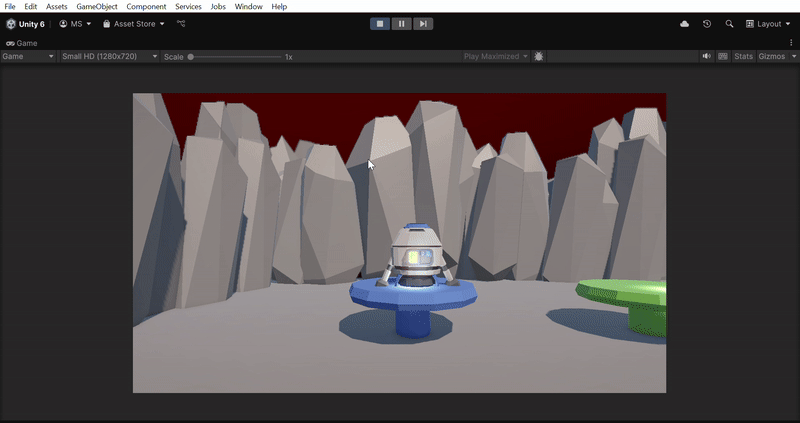 File Edit Assets GameObject Component Services Jobs Window Help
Unity 6 MS Asset Store Layout
Game
Game Small HD (1280x720) Scale 1x Play Maximized Stats Gizmos